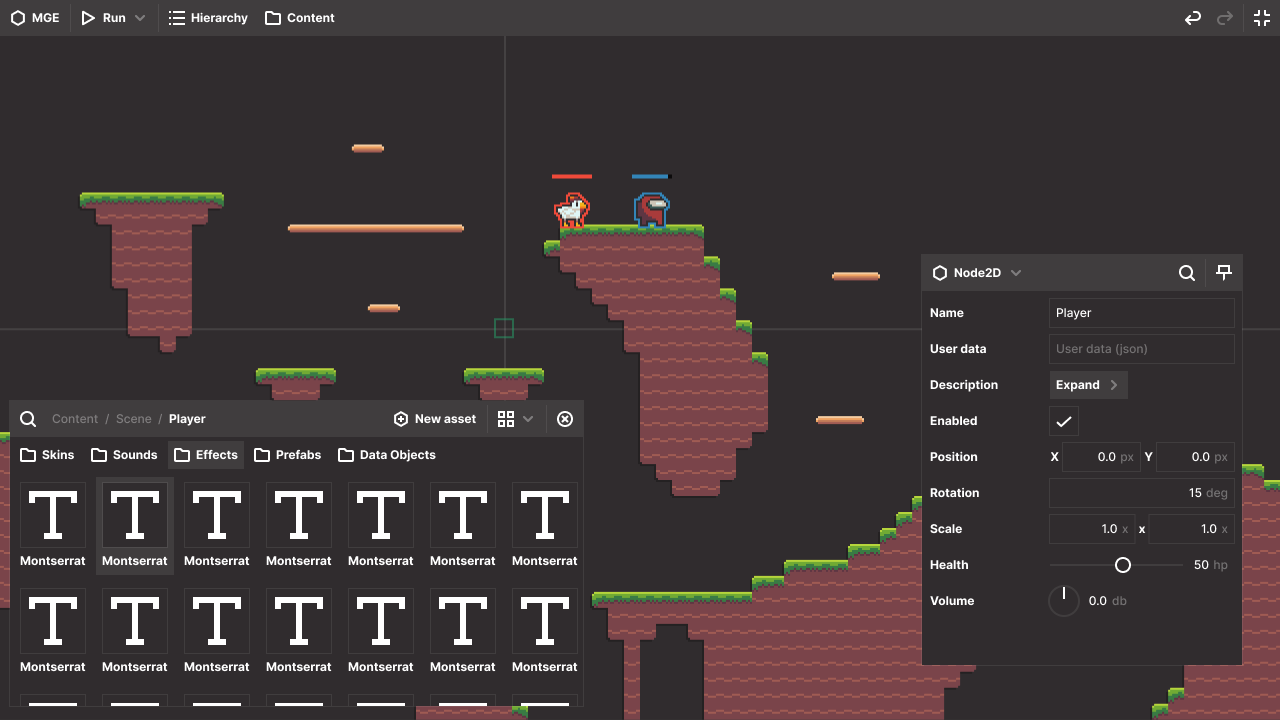 MGE Run Hierarchy Content
Node2D
Name Player
User data User data (json)
Description Expand
Enabled
Position X 0.0 px Y 0.0 px
Rotation 15 deg
Scale 1.0 x x 1.0 x
Health 50 hp
Volume 0.0 db
Content / Scene / Player New asset
Skins Sounds Effects Prefabs Data Objects
T T T T T T T
Montserrat Montserrat Montserrat Montserrat Montserrat Montserrat Montserrat
T T T T T T T
Montserrat Montserrat Montserrat Montserrat Montserrat Montserrat Montserrat